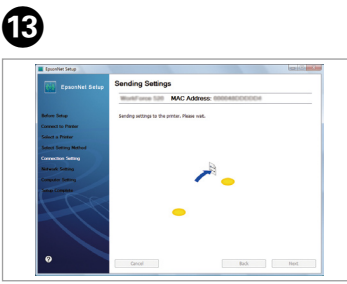 13
EpsonNet Setup
EpsonNet Setup
Sending Settings
MAC Address:
Sending settings to the printer. Please wait.
Before Setup
Connect to Printer
Select a Printer
Select Setting Method
Connection Setting
Network Setting
Computer Setting
Setup Complete
?
Cancel
Back
Next